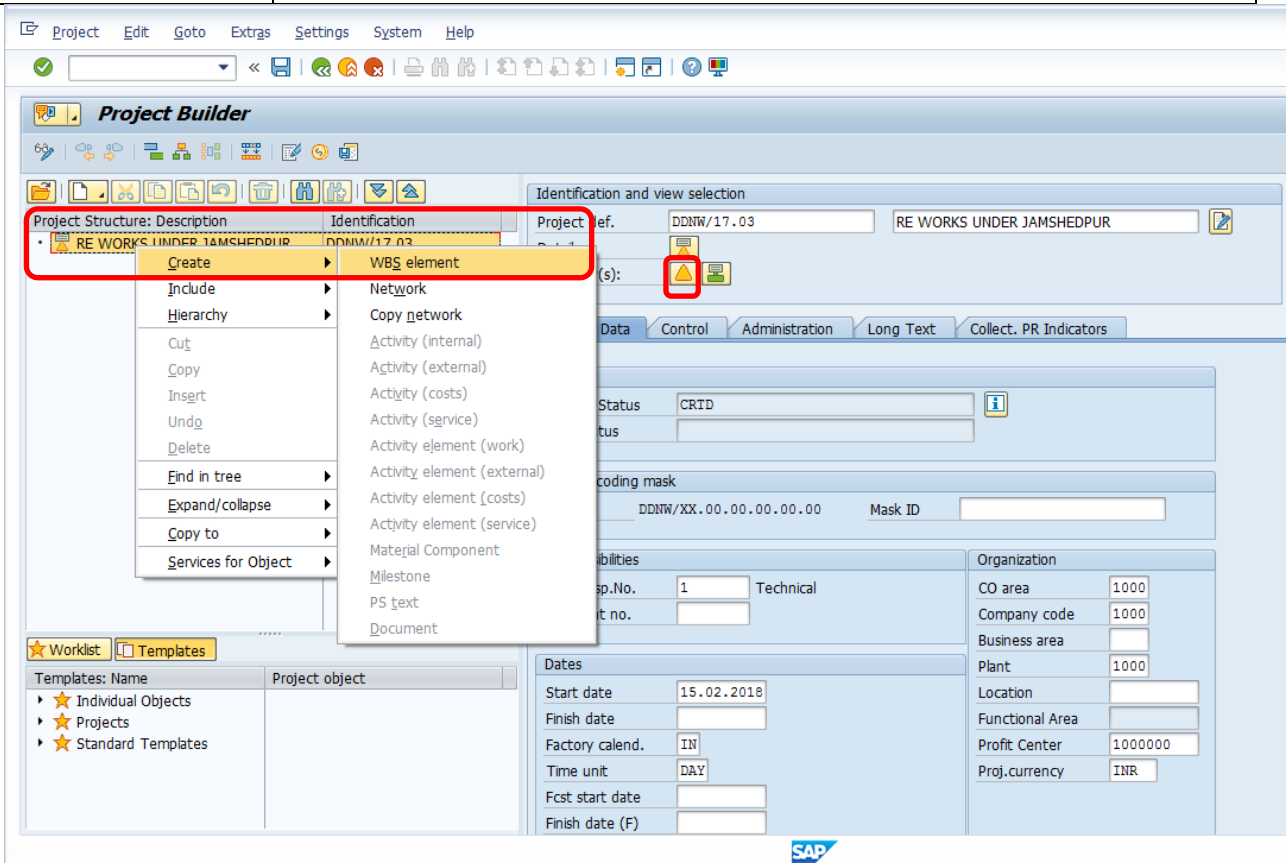 Project Edit Goto Extras Settings System Help
«
Project Builder
Project Structure: Description Identification
RE WORKS UNDER JAMSHEDPUR DDNW/17.03
Create
Include
Hierarchy
Cut
Copy
Insert
Undo
Delete
Find in tree
Expand/collapse
Copy to
Services for Object
WBS element
Network
Copy network
Activity (internal)
Activity (external)
Activity (costs)
Activity (service)
Activity element (work)
Activity element (external)
Activity element (costs)
Activity element (service)
Material Component
Milestone
PS text
Document
Worklist Templates
Templates: Name Project object
Individual Objects
Projects
Standard Templates
Identification and view selection
Project def. DDNW/17.03 RE WORKS UNDER JAMSHEDPUR
(s):
Data Control Administration Long Text Collect. PR Indicators
Status CRTD
tus
coding mask
DDNW/XX.00.00.00.00.00 Mask ID
ibilities
sp.No. 1 Technical
t no.
Organization
CO area 1000
Company code 1000
Business area
Plant 1000
Location
Functional Area
Profit Center 1000000
Proj.currency INR
Dates
Start date 15.02.2018
Finish date
Factory calend. IN
Time unit DAY
Fcst start date
Finish date (F)
SAP